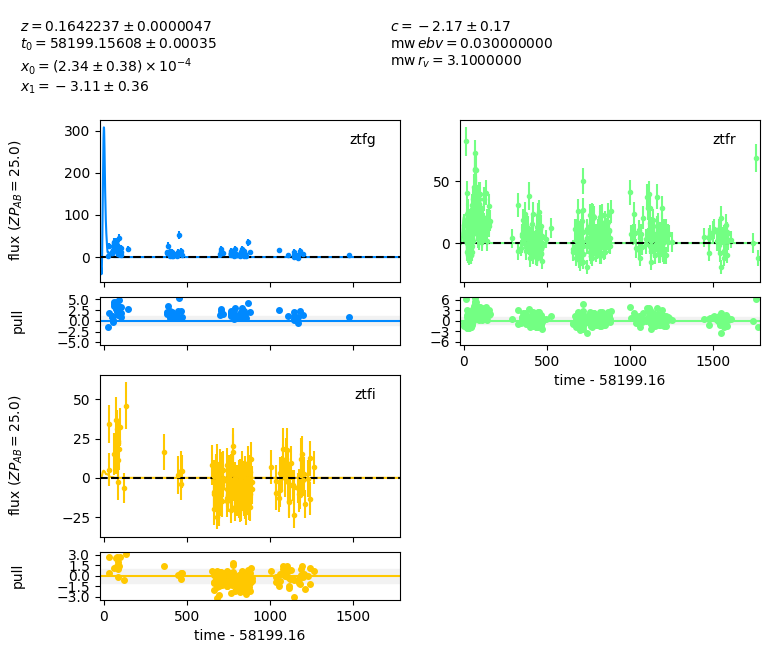 z = 0.1642237 ± 0.0000047
t₀ = 58199.15608 ± 0.00035
x₀ = (2.34 ± 0.38) × 10⁻⁴
x₁ = −3.11 ± 0.36
c = −2.17 ± 0.17
mw ebv = 0.030000000
mw r_v = 3.1000000
ztfg
flux (ZP_AB = 25.0)
300
200
100
0
pull
5.0
2.5
0.0
−2.5
−5.0
ztfr
50
0
6
3
0
−3
−6
0
500
1000
1500
time - 58199.16
ztfi
flux (ZP_AB = 25.0)
50
25
0
−25
pull
3.0
1.5
0.0
−1.5
−3.0
0
500
1000
1500
time - 58199.16